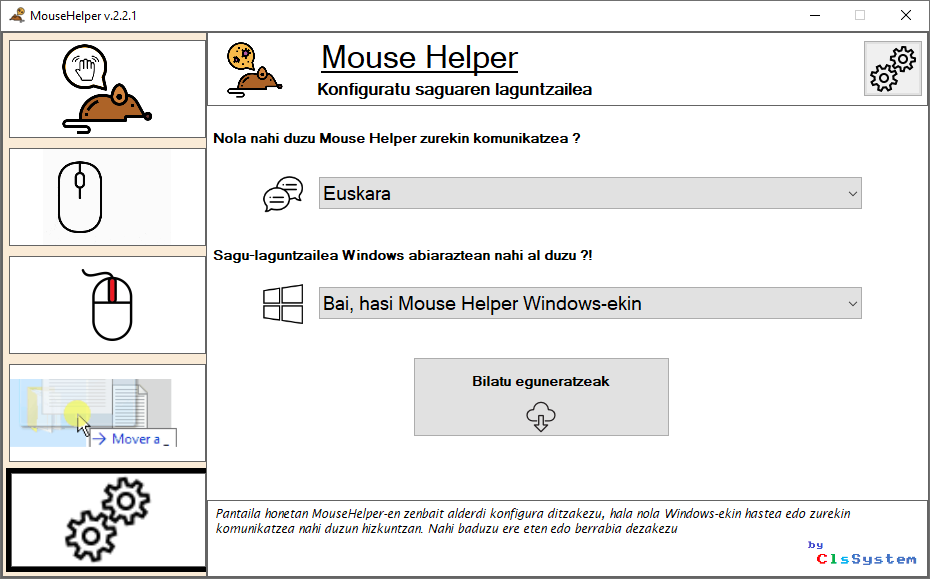 MouseHelper v.2.2.1
Mouse Helper
Konfiguratu saguaren laguntzailea
Nola nahi duzu Mouse Helper zurekin komunikatzea ?
Euskara
Sagu-laguntzailea Windows abiaraztean nahi al duzu ?!
Bai, hasi Mouse Helper Windows-ekin
Mover a _
Bilatu eguneratzeak
Pantaila honetan MouseHelper-en zenbait alderdi konfigura ditzakezu, hala nola Windows-ekin hastea edo zurekin
komunikatzea nahi duzun hizkuntzan. Nahi baduzu ere eten edo berrabia dezakezu
by
ClsSystem